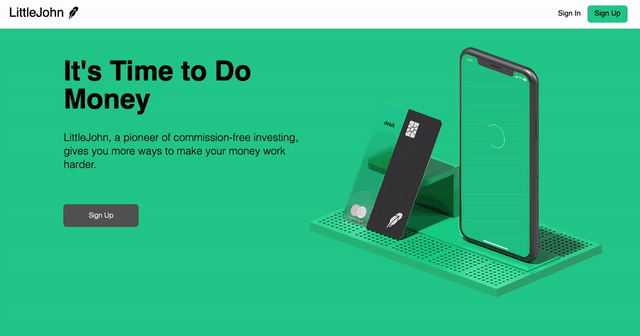 LittleJohn
Sign In
Sign Up
It's Time to Do
Money
LittleJohn, a pioneer of commission-free investing,
gives you more ways to make your money work
harder.
Sign Up
debit